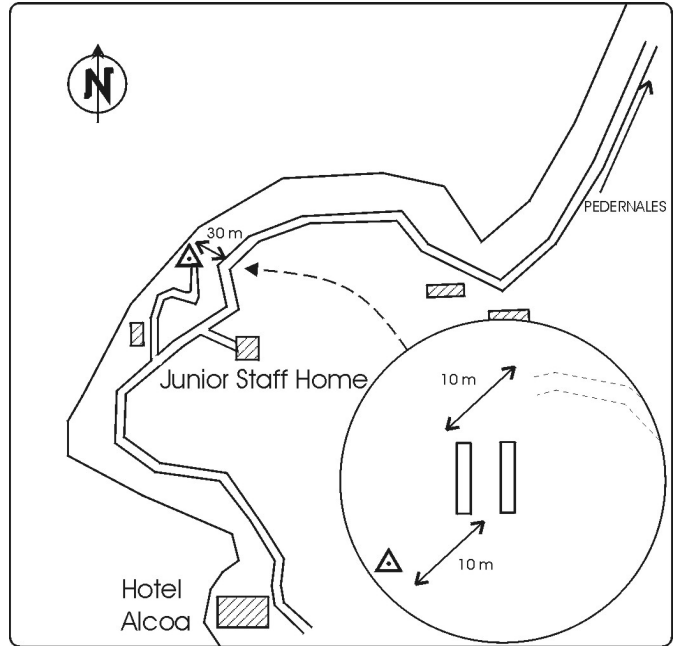 N
PEDERNALES
30 m
10 m
Junior Staff Home
10 m
Hotel
Alcoa